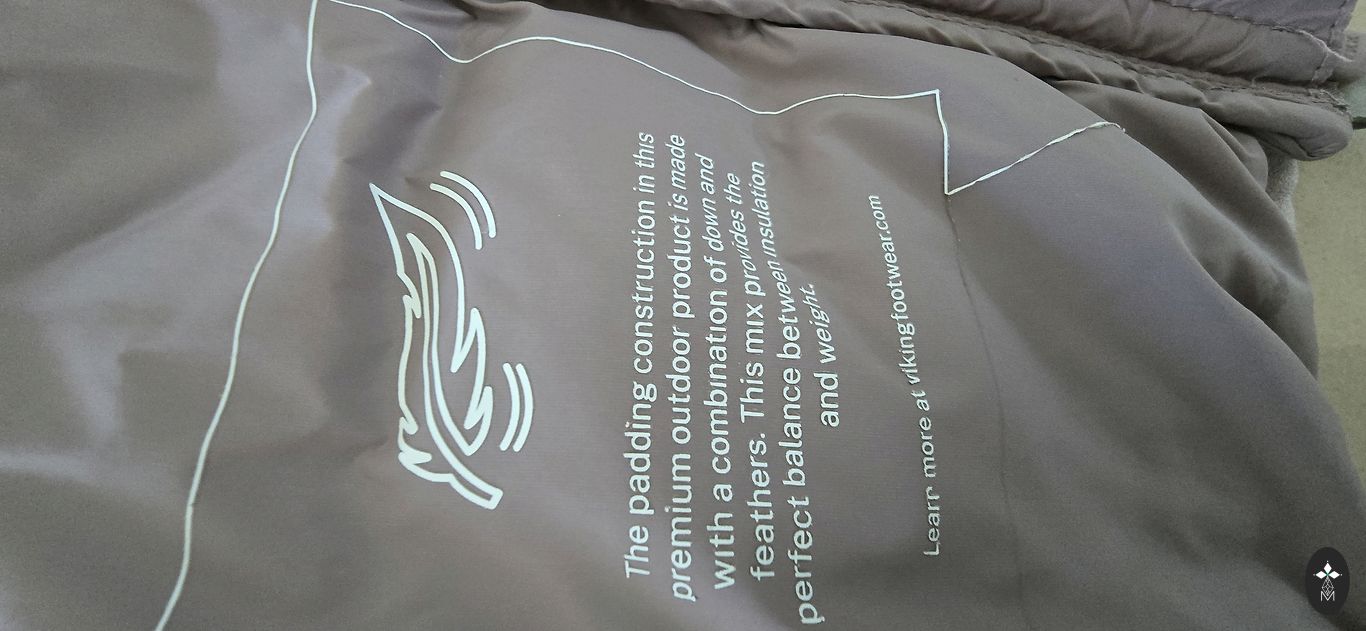 The padding construction in this
premium outdoor product is made
with a combination of down and
feathers. This mix provides the
perfect balance between insulation
and weight.
Learn more at vikingfootwear.com
M